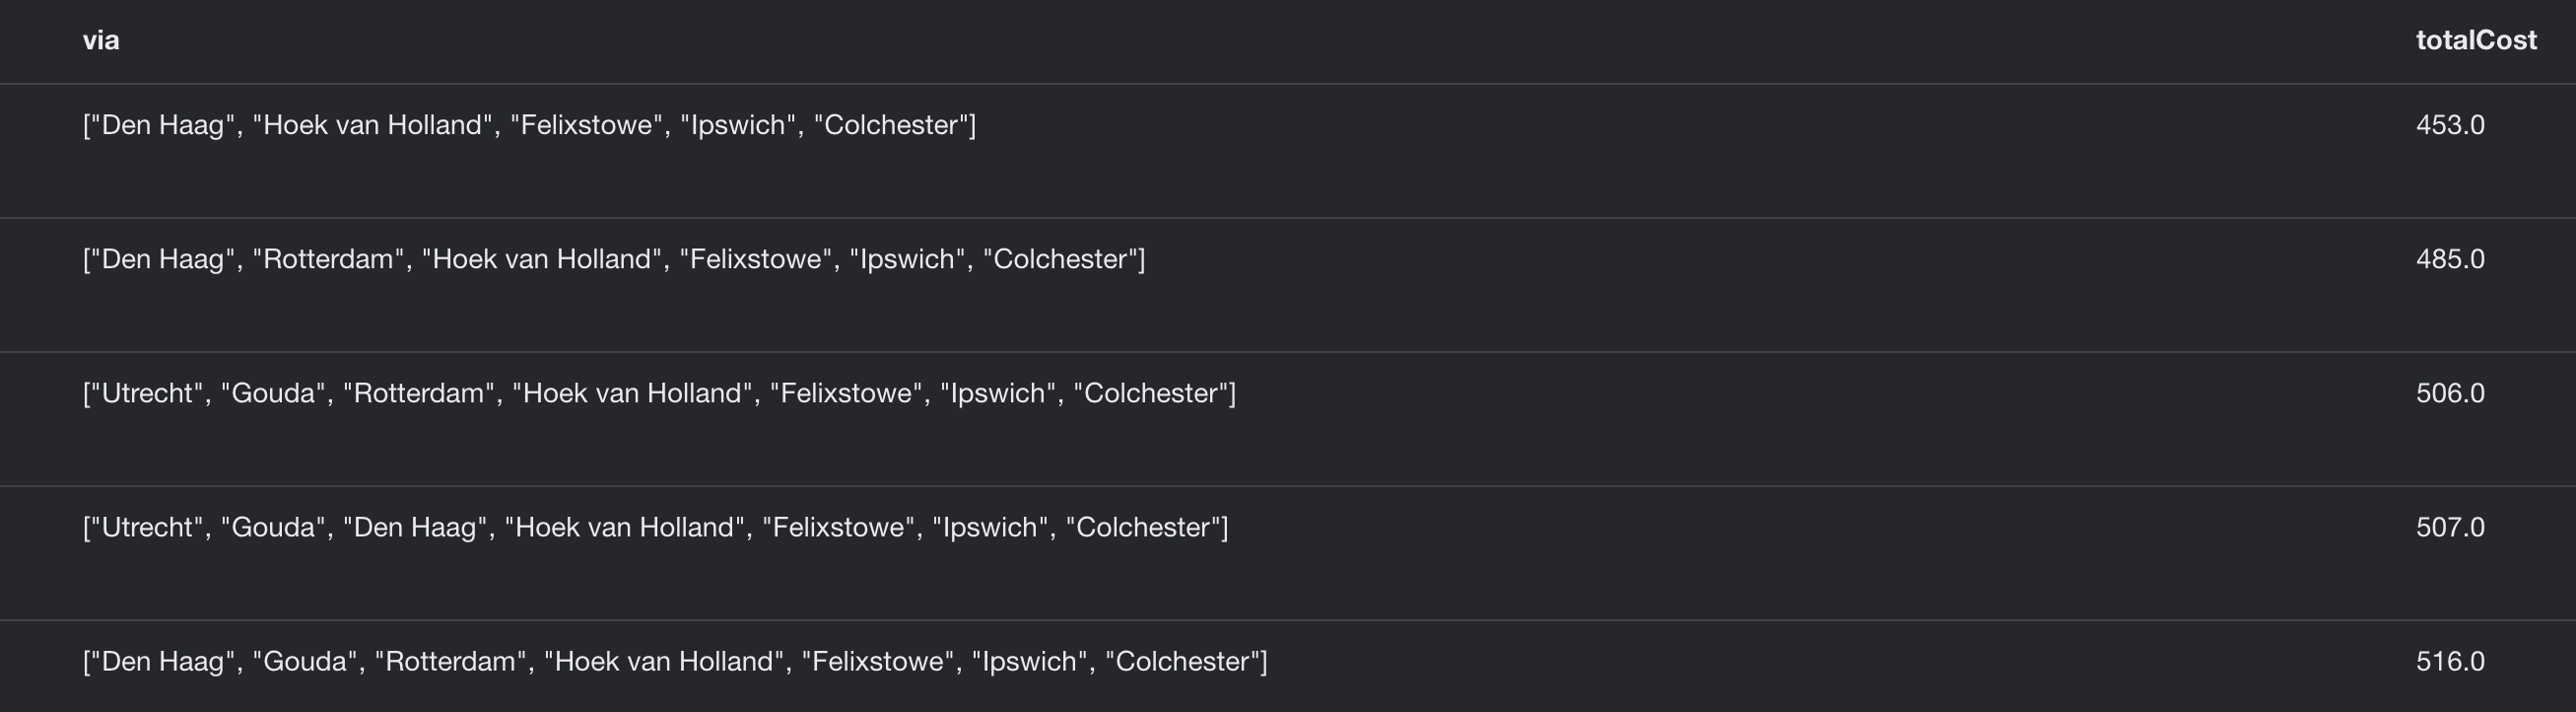 via totalCost
["Den Haag", "Hoek van Holland", "Felixstowe", "Ipswich", "Colchester"] 453.0
["Den Haag", "Rotterdam", "Hoek van Holland", "Felixstowe", "Ipswich", "Colchester"] 485.0
["Utrecht", "Gouda", "Rotterdam", "Hoek van Holland", "Felixstowe", "Ipswich", "Colchester"] 506.0
["Utrecht", "Gouda", "Den Haag", "Hoek van Holland", "Felixstowe", "Ipswich", "Colchester"] 507.0
["Den Haag", "Gouda", "Rotterdam", "Hoek van Holland", "Felixstowe", "Ipswich", "Colchester"] 516.0